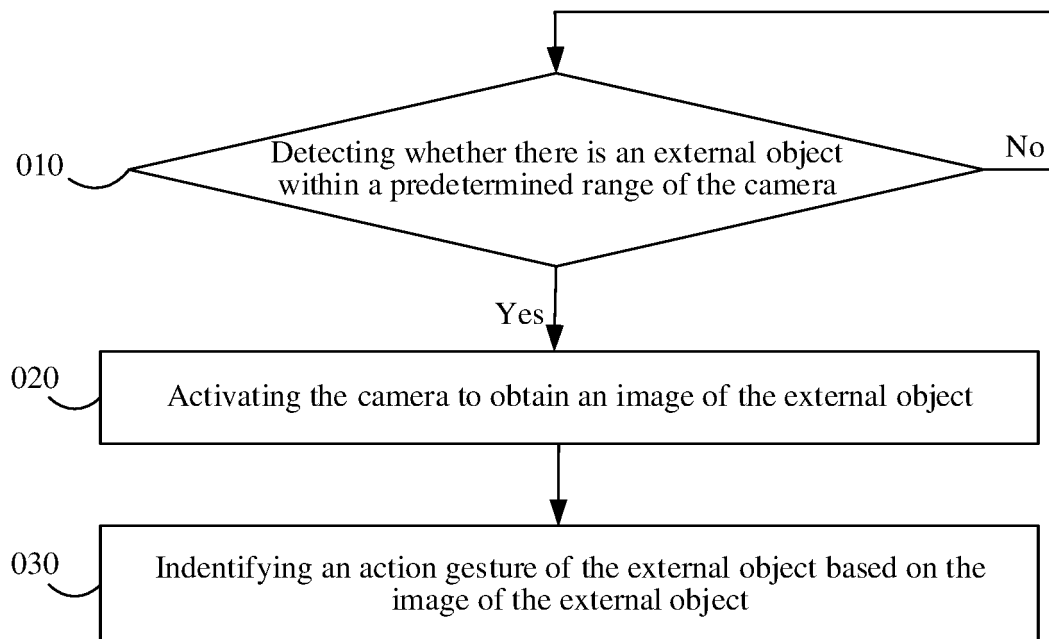 010
Detecting whether there is an external object
within a predetermined range of the camera
No
Yes
020
Activating the camera to obtain an image of the external object
030
Indentifying an action gesture of the external object based on the
image of the external object